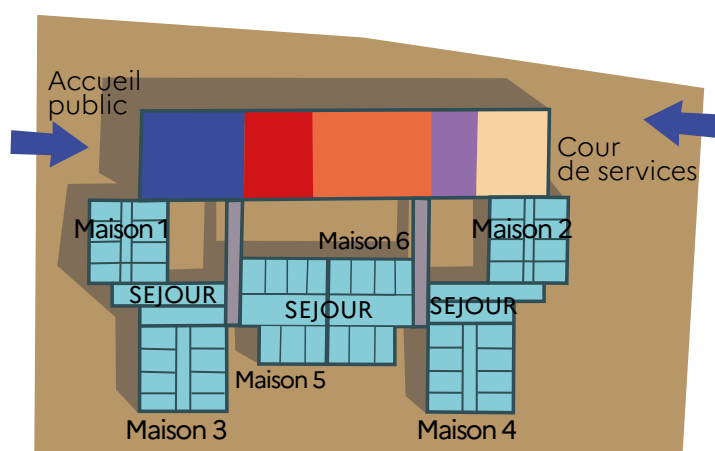 Accueil
public
Cour
de services
Maison 1
Maison 2
Maison 6
SEJOUR
SEJOUR
SEJOUR
Maison 5
Maison 3
Maison 4